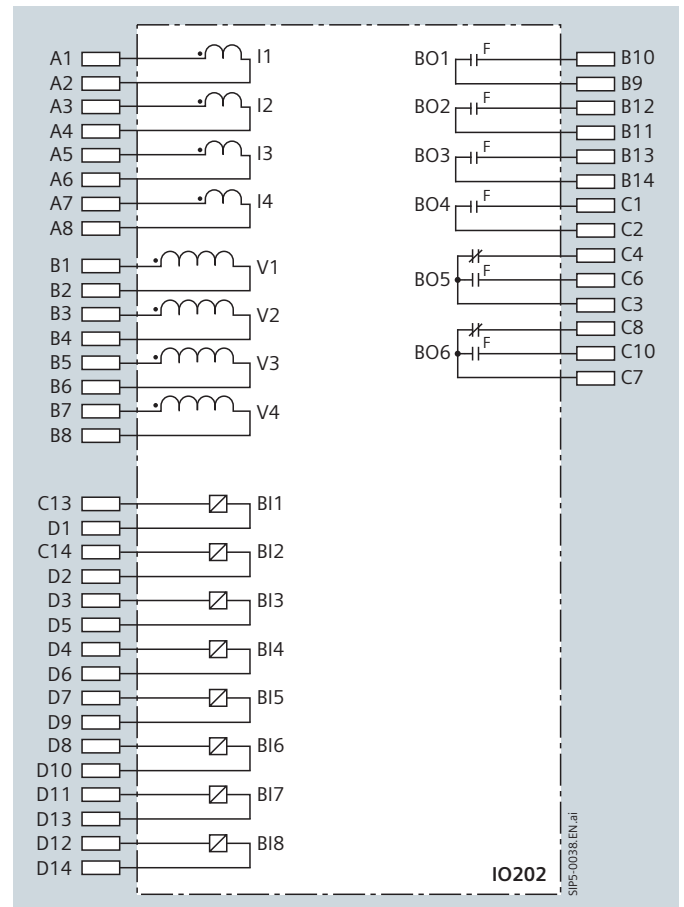 A1
I1
A2
A3
I2
A4
A5
I3
A6
A7
I4
A8
B1
V1
B2
B3
V2
B4
B5
V3
B6
B7
V4
B8
C13
BI1
D1
C14
BI2
D2
D3
BI3
D5
D4
BI4
D6
D7
BI5
D9
D8
BI6
D10
D11
BI7
D13
D12
BI8
D14
BO1
F
B10
B9
BO2
F
B12
B11
BO3
F
B13
B14
BO4
F
C1
C2
C4
BO5
F
C6
C3
C8
BO6
F
C10
C7
IO202
SIP5-0038.EN.ai